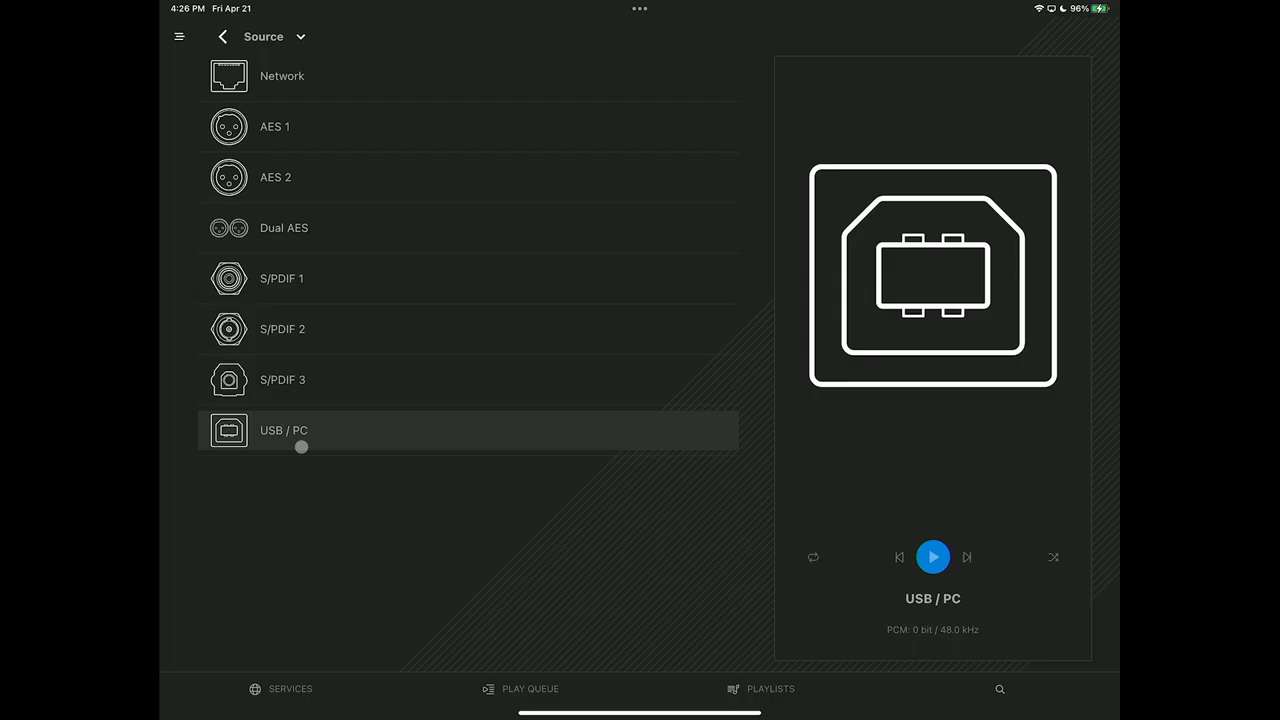 4:26 PM Fri Apr 21
96%
Source
Network
AES 1
AES 2
Dual AES
S/PDIF 1
S/PDIF 2
S/PDIF 3
USB / PC
USB / PC
PCM: 0 bit / 48.0 kHz
SERVICES
PLAY QUEUE
PLAYLISTS